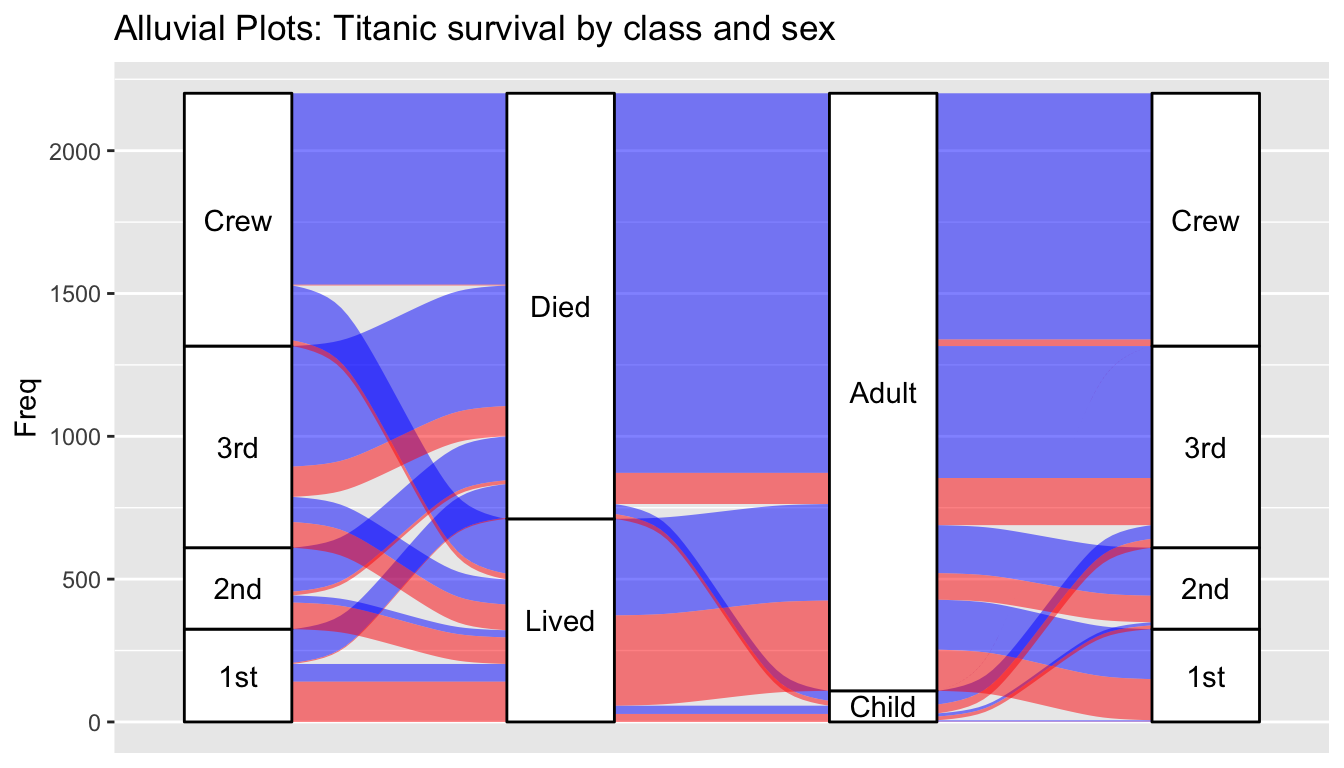 Alluvial Plots: Titanic survival by class and sex
Freq
2000
1500
1000
500
0
Crew
3rd
2nd
1st
Died
Lived
Adult
Child
Crew
3rd
2nd
1st